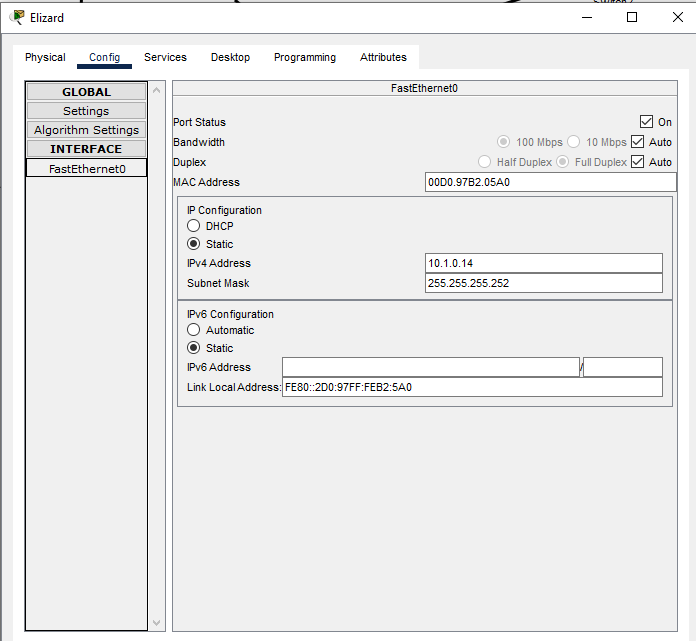 Elizard
Physical Config Services Desktop Programming Attributes
GLOBAL
Settings
Algorithm Settings
INTERFACE
FastEthernet0
FastEthernet0
Port Status On
Bandwidth 100 Mbps 10 Mbps Auto
Duplex Half Duplex Full Duplex Auto
MAC Address 00D0.97B2.05A0
IP Configuration
DHCP
Static
IPv4 Address 10.1.0.14
Subnet Mask 255.255.255.252
IPv6 Configuration
Automatic
Static
IPv6 Address /
Link Local Address: FE80::2D0:97FF:FEB2:5A0